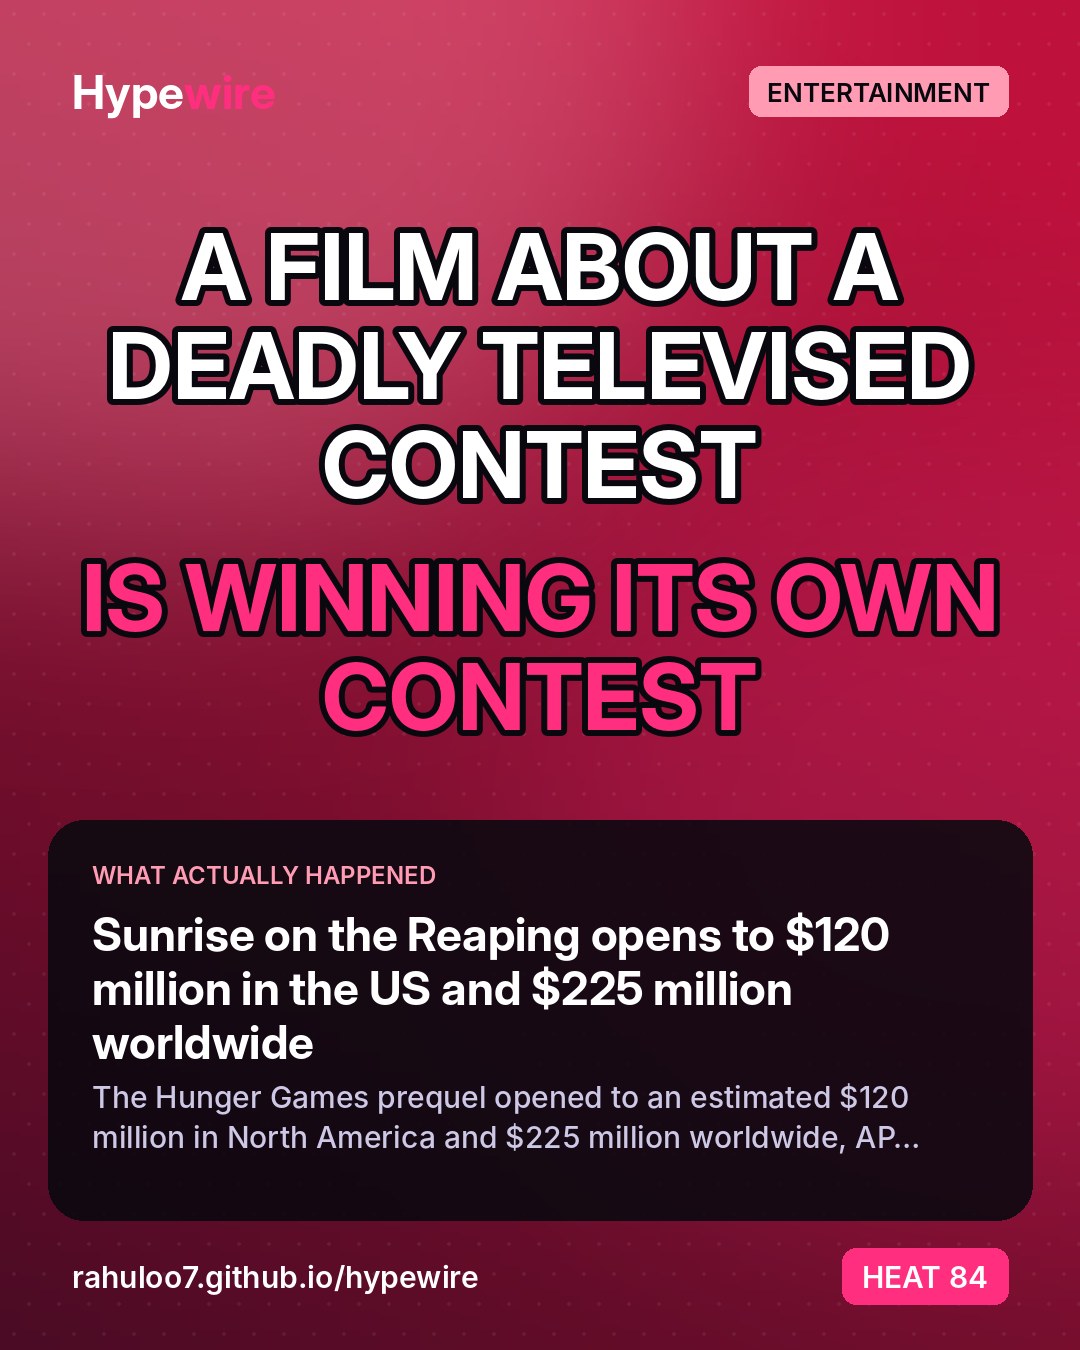 Hypewire
ENTERTAINMENT
A FILM ABOUT A
DEADLY TELEVISED
CONTEST
IS WINNING ITS OWN
CONTEST
WHAT ACTUALLY HAPPENED
Sunrise on the Reaping opens to $120
million in the US and $225 million
worldwide
The Hunger Games prequel opened to an estimated $120
million in North America and $225 million worldwide, AP...
rahuloo7.github.io/hypewire
HEAT 84